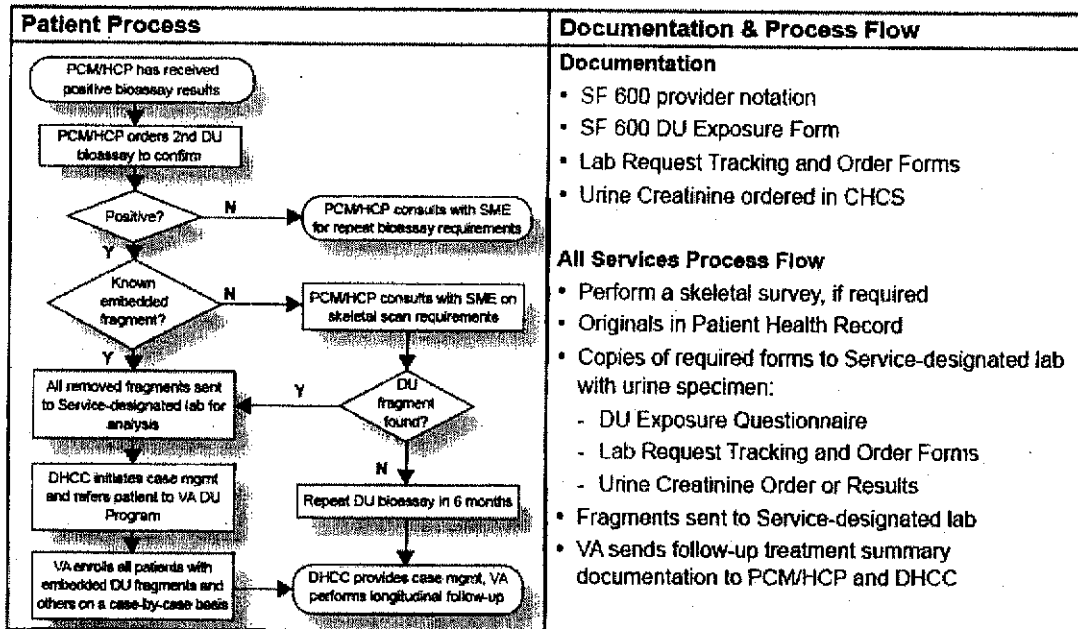 Patient Process
PCM/HCP has received
positive bioassay results
PCM/HCP orders 2nd DU
bioassay to confirm
Positive?
N
PCM/HCP consults with SME
for repeat bioassay requirements
Y
Known
embedded
fragment?
N
PCM/HCP consults with SME on
skeletal scan requirements
Y
All removed fragments sent
to Service-designated lab for
analysis
Y
DU
fragment
found?
N
DHCC initiates case mgmt
and refers patient to VA DU
Program
Repeat DU bioassay in 6 months
VA enrolls all patients with
embedded DU fragments and
others on a case-by-case basis
DHCC provides case mgmt, VA
performs longitudinal follow-up
Documentation & Process Flow
Documentation
• SF 600 provider notation
• SF 600 DU Exposure Form
• Lab Request Tracking and Order Forms
• Urine Creatinine ordered in CHCS
All Services Process Flow
• Perform a skeletal survey, if required
• Originals in Patient Health Record
• Copies of required forms to Service-designated lab
with urine specimen:
- DU Exposure Questionnaire
- Lab Request Tracking and Order Forms
- Urine Creatinine Order or Results
• Fragments sent to Service-designated lab
• VA sends follow-up treatment summary
documentation to PCM/HCP and DHCC